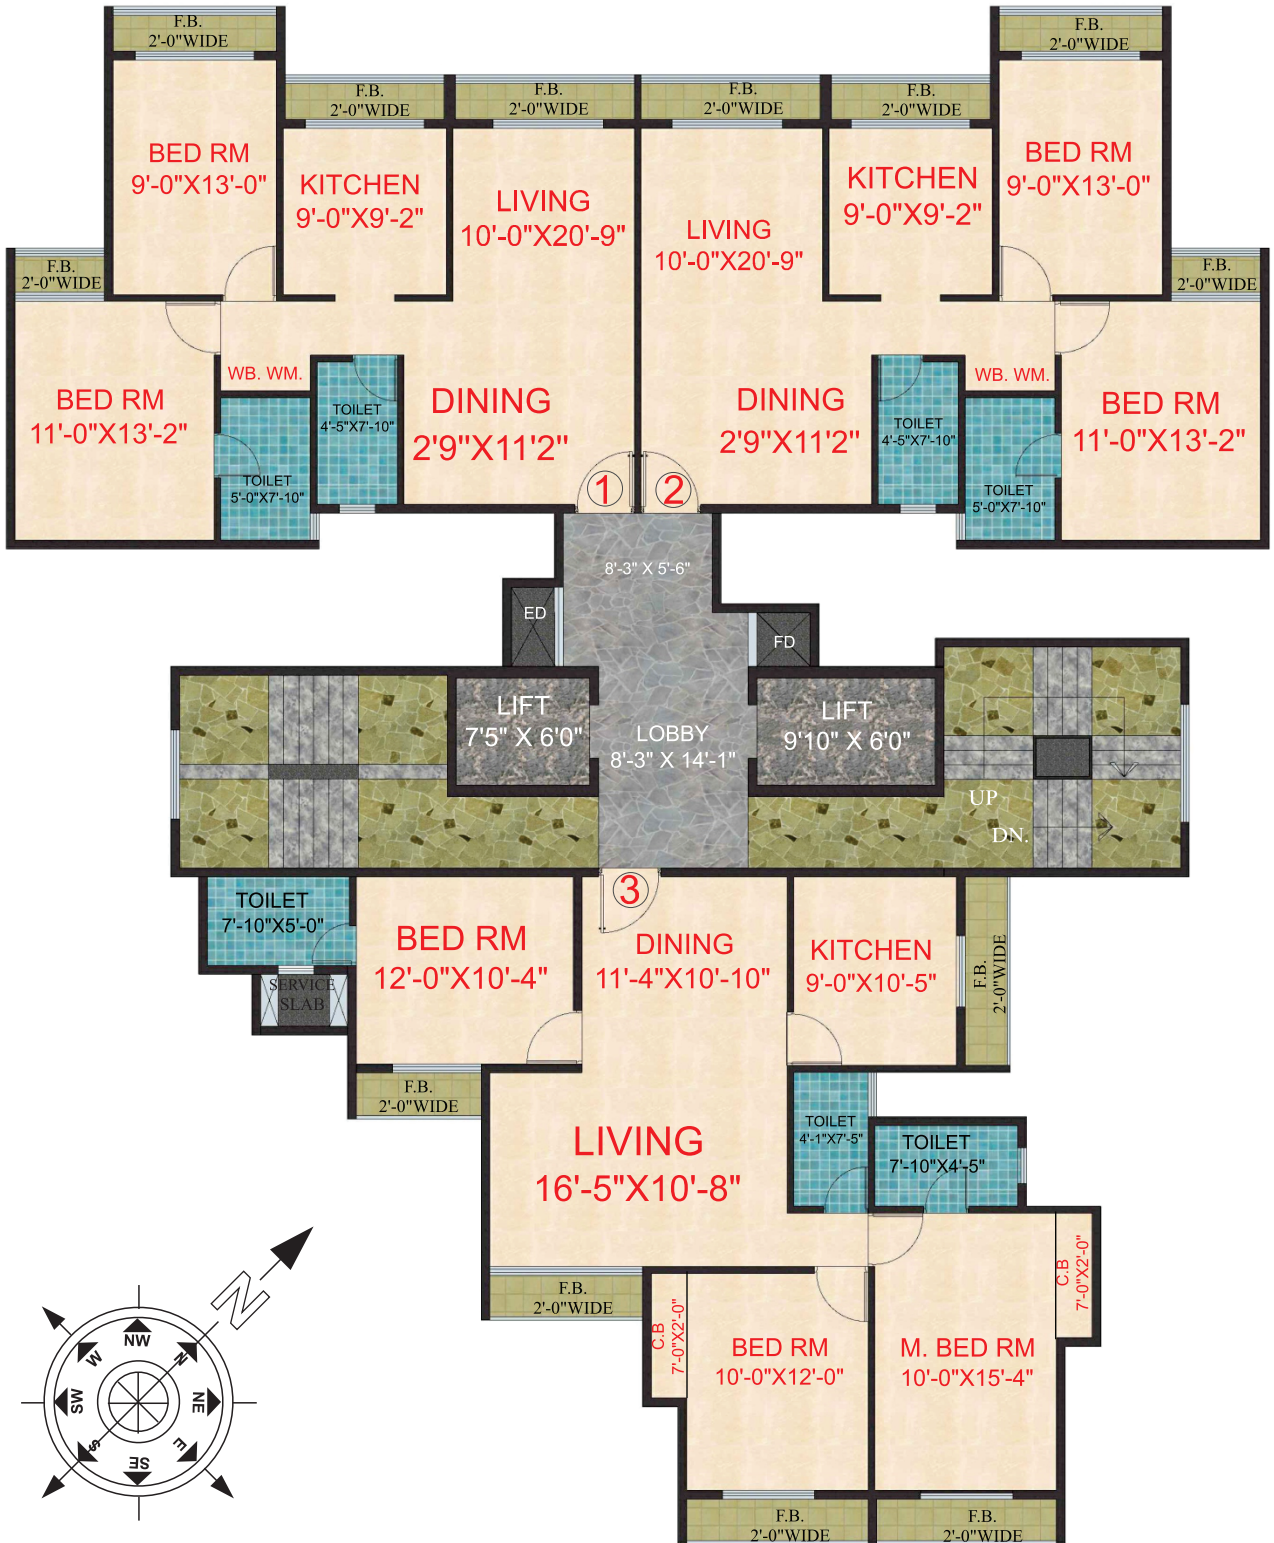 F.B.
2'-0"WIDE
F.B.
2'-0"WIDE
F.B.
2'-0"WIDE
F.B.
2'-0"WIDE
F.B.
2'-0"WIDE
F.B.
2'-0"WIDE
BED RM
9'-0"X13'-0"
KITCHEN
9'-0"X9'-2"
LIVING
10'-0"X20'-9"
LIVING
10'-0"X20'-9"
KITCHEN
9'-0"X9'-2"
BED RM
9'-0"X13'-0"
F.B.
2'-0"WIDE
F.B.
2'-0"WIDE
BED RM
11'-0"X13'-2"
WB. WM.
TOILET
4'-5"X7'-10"
TOILET
5'-0"X7'-10"
DINING
2'9"X11'2"
DINING
2'9"X11'2"
TOILET
4'-5"X7'-10"
WB. WM.
TOILET
5'-0"X7'-10"
BED RM
11'-0"X13'-2"
1
2
8'-3" X 5'-6"
ED
FD
LIFT
7'5" X 6'0"
LOBBY
8'-3" X 14'-1"
LIFT
9'10" X 6'0"
UP
DN.
3
TOILET
7'-10"X5'-0"
SERVICE
SLAB
BED RM
12'-0"X10'-4"
DINING
11'-4"X10'-10"
KITCHEN
9'-0"X10'-5"
F.B.
2'-0"WIDE
F.B.
2'-0"WIDE
LIVING
16'-5"X10'-8"
TOILET
4'-1"X7'-5"
TOILET
7'-10"X4'-5"
F.B.
2'-0"WIDE
C.B
7'-0"X2'-0"
BED RM
10'-0"X12'-0"
M. BED RM
10'-0"X15'-4"
C.B
7'-0"X2'-0"
F.B.
2'-0"WIDE
F.B.
2'-0"WIDE
N
NW
N
NE
E
SE
S
SW
W